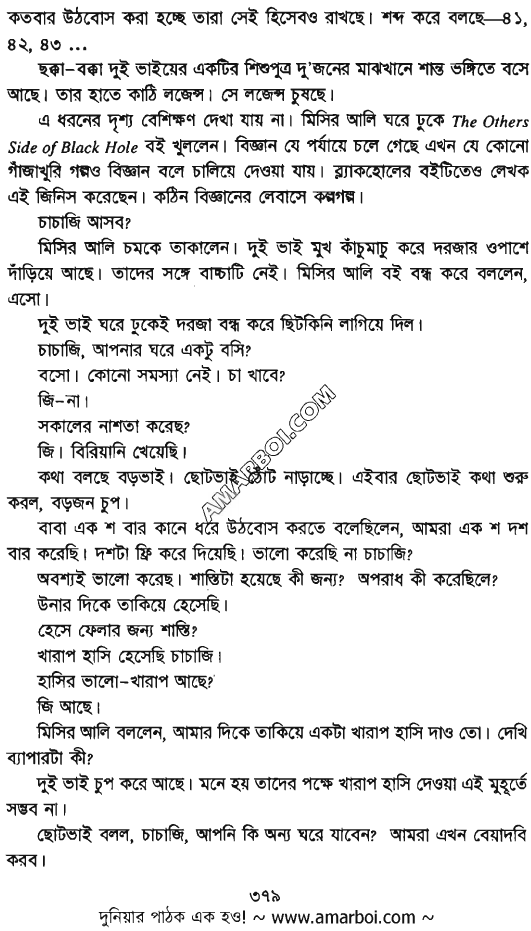 কতবার উঠবোস করা হচ্ছে তারা সেই হিসেবও রাখছে। শব্দ করে বলছে—৪১,
৪২, ৪৩ ...
ছক্কা-বক্কা দুই ভাইয়ের একটির শিশুপুত্র দু'জনের মাঝখানে শান্ত ভঙ্গিতে বসে
আছে। তার হাতে কাঠি লজেন্স। সে লজেন্স চুষছে।
এ ধরনের দৃশ্য বেশিক্ষণ দেখা যায় না। মিসির আলি ঘরে ঢুকে The Others
Side of Black Hole বই খুললেন। বিজ্ঞান যে পর্যায়ে চলে গেছে এখন যে কোনো
গাঁজাখুরি গল্পও বিজ্ঞান বলে চালিয়ে দেওয়া যায়। ব্ল্যাকহোলের বইটিতেও লেখক
এই জিনিস করেছেন। কঠিন বিজ্ঞানের লেবাসে কল্পগল্প।
চাচাজি আসব?
মিসির আলি চমকে তাকালেন। দুই ভাই মুখ কাঁচুমাচু করে দরজার ওপাশে
দাঁড়িয়ে আছে। তাদের সঙ্গে বাচ্চাটি নেই। মিসির আলি বই বন্ধ করে বললেন,
এসো।
দুই ভাই ঘরে ঢুকেই দরজা বন্ধ করে ছিটকিনি লাগিয়ে দিল।
চাচাজি, আপনার ঘরে একটু বসি?
বসো। কোনো সমস্যা নেই। চা খাবে?
জি-না।
সকালের নাশতা করেছ?
জি। বিরিয়ানি খেয়েছি।
কথা বলছে বড়ভাই। ছোটভাই ঠোঁট নাড়াচ্ছে। এইবার ছোটভাই কথা শুরু
করল, বড়জন চুপ।
বাবা এক শ বার কানে ধরে উঠবোস করতে বলেছিলেন, আমরা এক শ দশ
বার করেছি। দশটা ফ্রি করে দিয়েছি। ভালো করেছি না চাচাজি?
অবশ্যই ভালো করেছ। শাস্তিটা হয়েছে কী জন্য? অপরাধ কী করেছিলে?
উনার দিকে তাকিয়ে হেসেছি।
হেসে ফেলার জন্য শাস্তি?
খারাপ হাসি হেসেছি চাচাজি।
হাসির ভালো-খারাপ আছে?
জি আছে।
মিসির আলি বললেন, আমার দিকে তাকিয়ে একটা খারাপ হাসি দাও তো। দেখি
ব্যাপারটা কী?
দুই ভাই চুপ করে আছে। মনে হয় তাদের পক্ষে খারাপ হাসি দেওয়া এই মুহূর্তে
সম্ভব না।
ছোটভাই বলল, চাচাজি, আপনি কি অন্য ঘরে যাবেন? আমরা এখন বেয়াদবি
করব।
AMARBOI.COM
৩৭৯
দুনিয়ার পাঠক এক হও! ~ www.amarboi.com ~